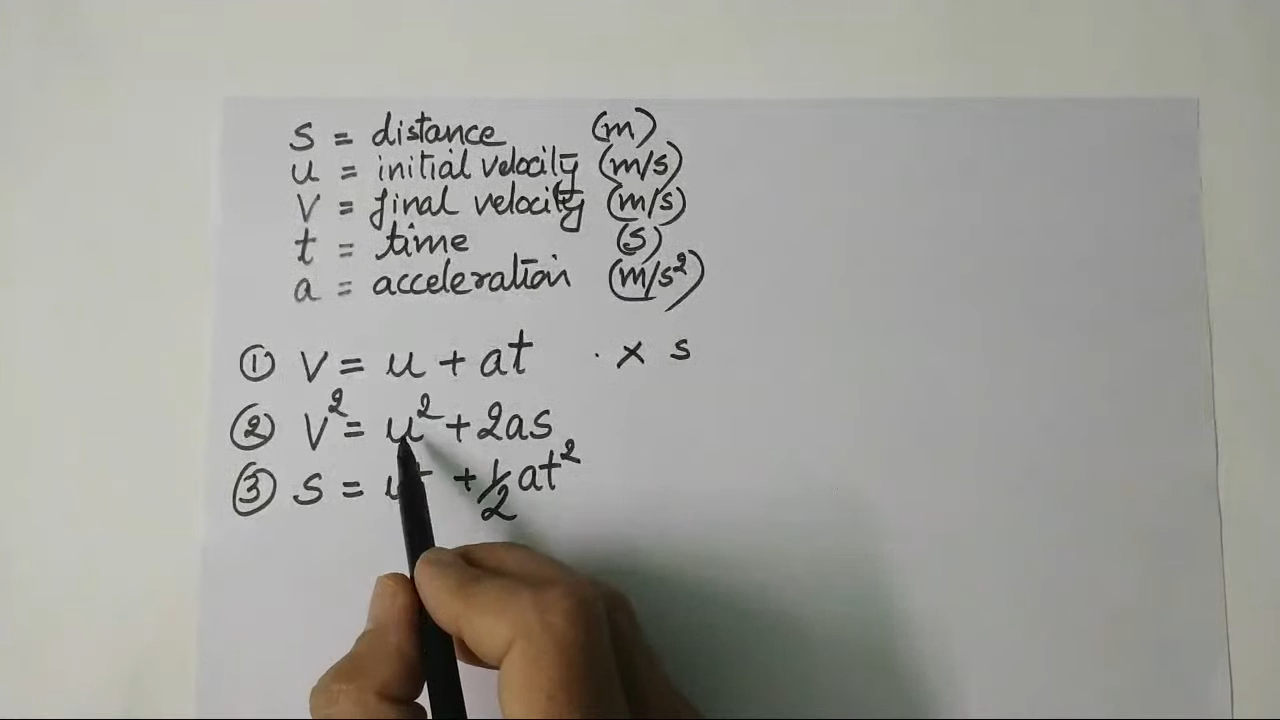 s = distance (m)
u = initial velocity (m/s)
v = final velocity (m/s)
t = time (s)
a = acceleration (m/s²)
① v = u + at . × s
② v² = u² + 2as
③ s = u + ½at²